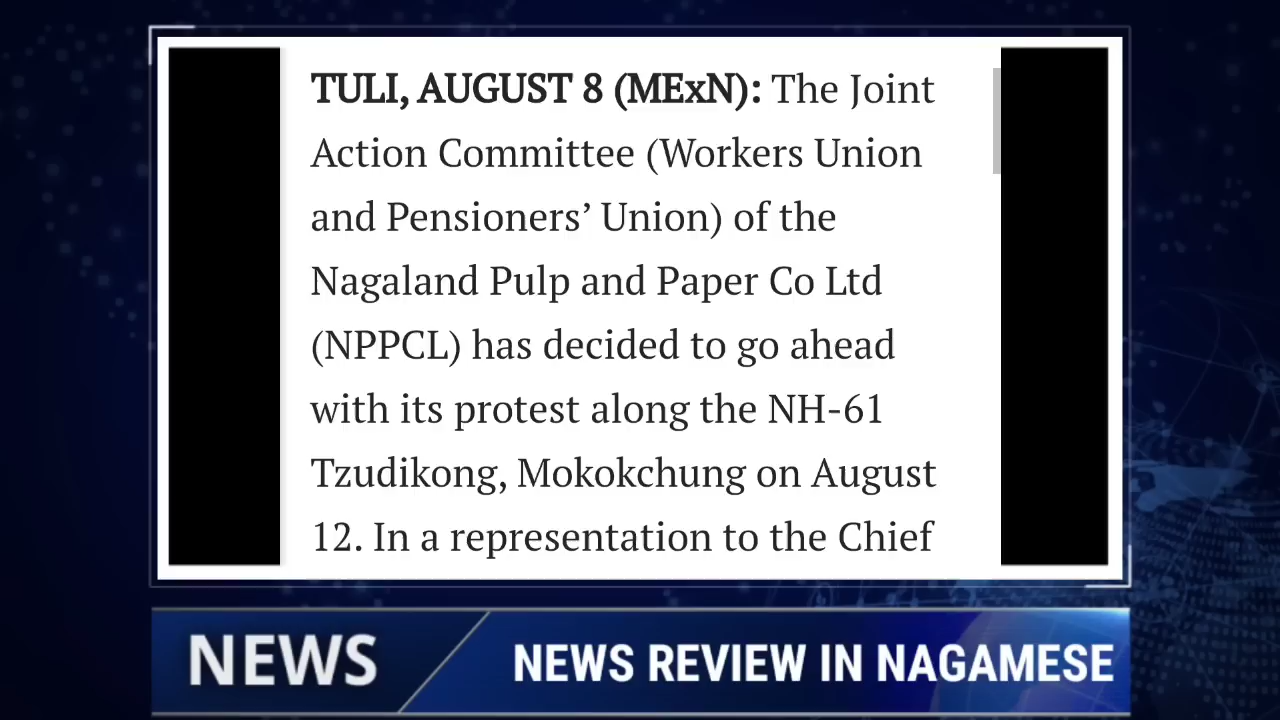 TULI, AUGUST 8 (MExN): The Joint
Action Committee (Workers Union
and Pensioners’ Union) of the
Nagaland Pulp and Paper Co Ltd
(NPPCL) has decided to go ahead
with its protest along the NH-61
Tzudikong, Mokokchung on August
12. In a representation to the Chief
NEWS
NEWS REVIEW IN NAGAMESE